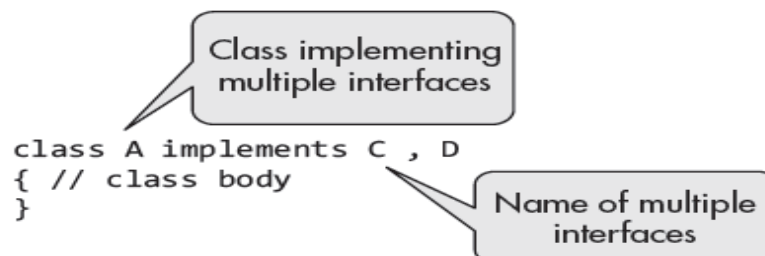 Class implementing
multiple interfaces
class A implements C , D
{ // class body
}
Name of multiple
interfaces